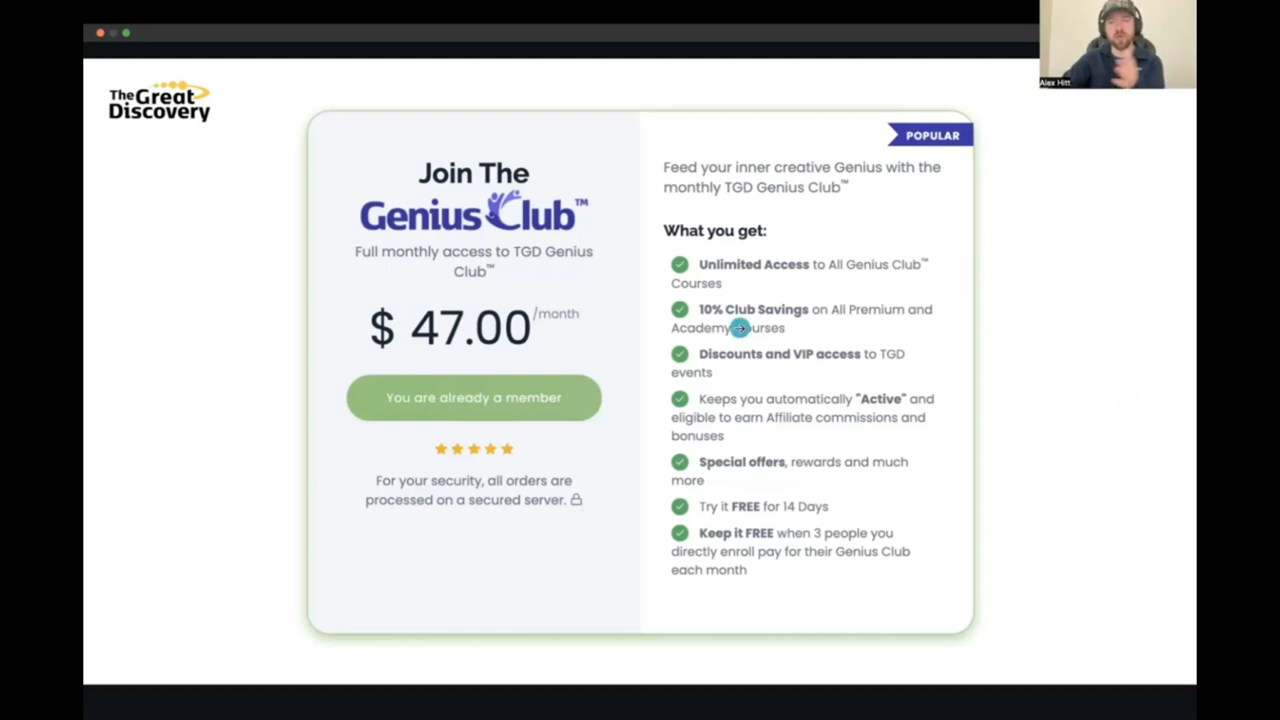 The Great
Discovery
Alex Hitt
Join The
Genius Club™
Full monthly access to TGD Genius
Club™
$ 47.00 /month
You are already a member
For your security, all orders are
processed on a secured server.
POPULAR
Feed your inner creative Genius with the
monthly TGD Genius Club™
What you get:
Unlimited Access to All Genius Club™
Courses
10% Club Savings on All Premium and
Academy Courses
Discounts and VIP access to TGD
events
Keeps you automatically "Active" and
eligible to earn Affiliate commissions and
bonuses
Special offers, rewards and much
more
Try it FREE for 14 Days
Keep it FREE when 3 people you
directly enroll pay for their Genius Club
each month